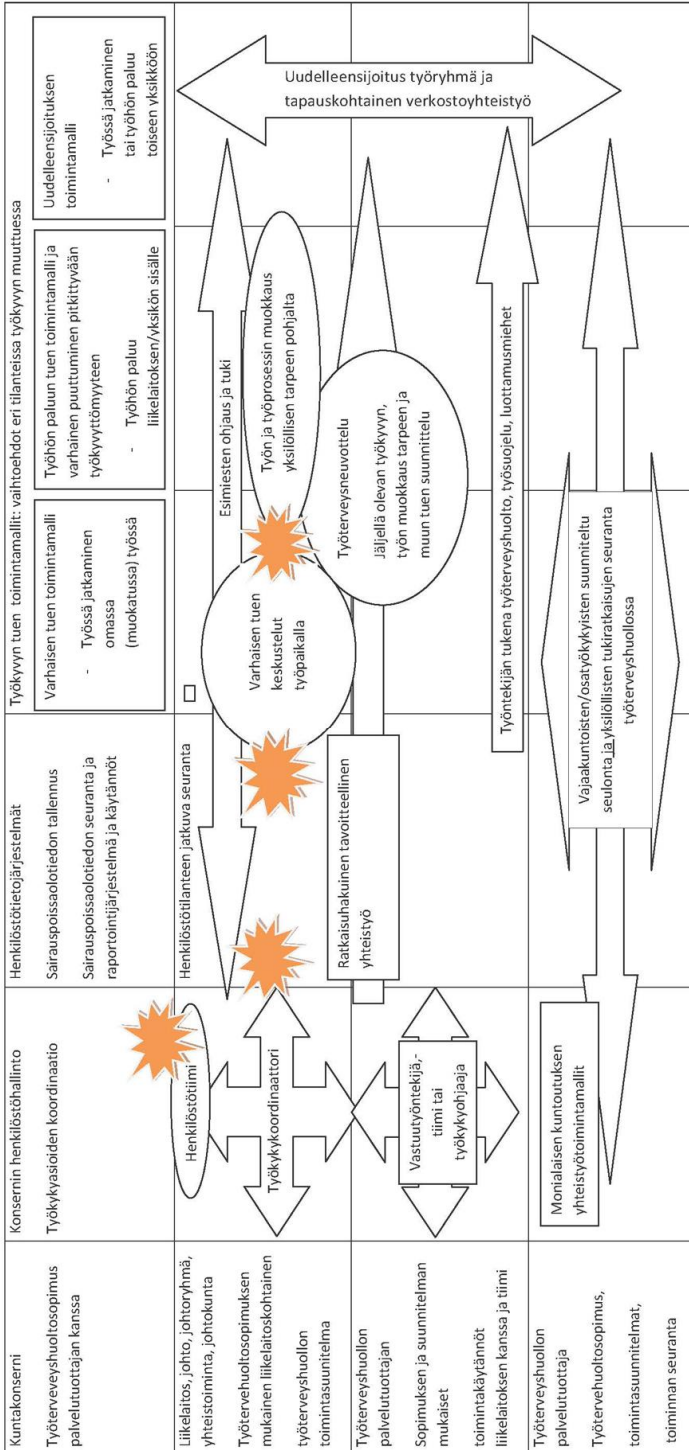 Kuntakonserni
Työterveyshuoltosopimus
palvelutuottajan kanssa
Konsernin henkilöstöhallinto
Työkykyasioiden koordinaatio
Henkilöstötietojärjestelmät
Sairauspoissaolotiedon tallennus
Sairauspoissaolotiedon seuranta ja
raportointijärjestelmä ja käytännöt
Työkyvyn tuen toimintamallit: vaihtoehdot eri tilanteissa työkyvyn muuttuessa
Varhaisen tuen toimintamalli
- Työssä jatkaminen
omassa
(muokatussa) työssä
Työhön paluun tuen toimintamalli ja
varhainen puuttuminen pitkittyvään
työkyvyttömyyteen
- Työhön paluu
liikelaitoksen/yksikön sisälle
Uudelleensijoituksen
toimintamalli
- Työssä jatkaminen
tai työhön paluu
toiseen yksikköön
Liikelaitos, johto, johtoryhmä,
yhteistoiminta, johtokunta
Työtervehuoltosopimuksen
mukainen liikelaitoskohtainen
työterveyshuollon
toimintasuunitelma
Henkilöstötiimi
Työkykykoordinaattori
Henkilöstötilanteen jatkuva seuranta
Varhaisen tuen
keskustelut
työpaikalla
Esimiesten ohjaus ja tuki
Työn ja työprosessin muokkaus
yksilöllisen tarpeen pohjalta
Uudelleensijoitus työryhmä ja
tapauskohtainen verkostoyhteistyö
Työterveyshuollon
palvelutuottajan
Sopimuksen ja suunnitelman
mukaiset
toimintakäytännöt
liikelaitoksen kanssa ja tiimi
Vastuutyöntekijä,-
tiimi tai
työkykyohjaaja
Ratkaisuhakuinen tavoitteellinen
yhteistyö
Työterveysneuvottelu
Jäljellä olevan työkyvyn,
työn muokkaus tarpeen ja
muun tuen suunnittelu
Työntekijän tukena työterveyshuolto, työsuojelu, luottamusmiehet
Työterveyshuollon
palvelutuottaja
Työtervehuoltosopimus,
toimintasuunnitelmat,
toiminnan seuranta
Monialaisen kuntoutuksen
yhteistyötoimintamallit
Vajaakuntoisten/osatyökykyisten suunniteltu
seulonta ja yksilöllisten tukiratkaisujen seuranta
työterveyshuollossa